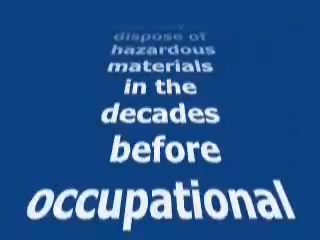 dispose of
hazardous
materials
in the
decades
before
occupational